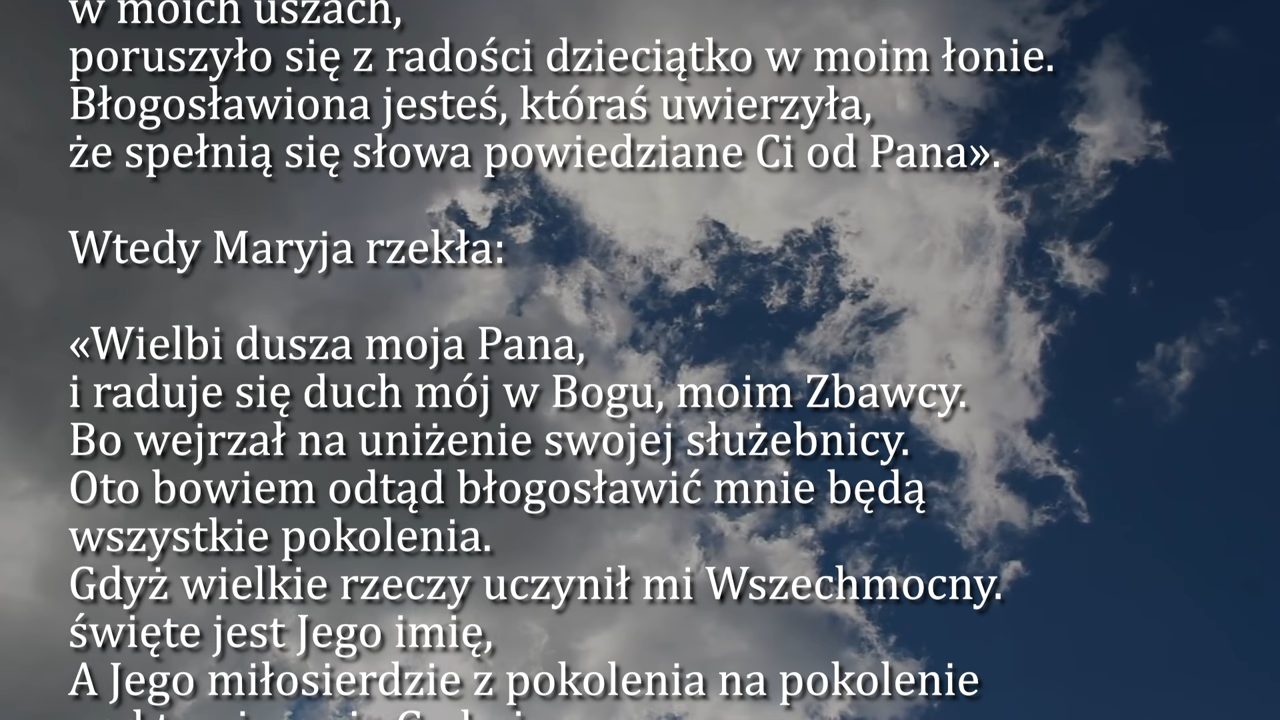 w moich uszach,
poruszyło się z radości dzieciątko w moim łonie.
Błogosławiona jesteś, któraś uwierzyła,
że spełnią się słowa powiedziane Ci od Pana».
Wtedy Maryja rzekła:
«Wielbi dusza moja Pana,
i raduje się duch mój w Bogu, moim Zbawcy.
Bo wejrzał na uniżenie swojej służebnicy.
Oto bowiem odtąd błogosławić mnie będą
wszystkie pokolenia.
Gdyż wielkie rzeczy uczynił mi Wszechmocny.
święte jest Jego imię,
A Jego miłosierdzie z pokolenia na pokolenie